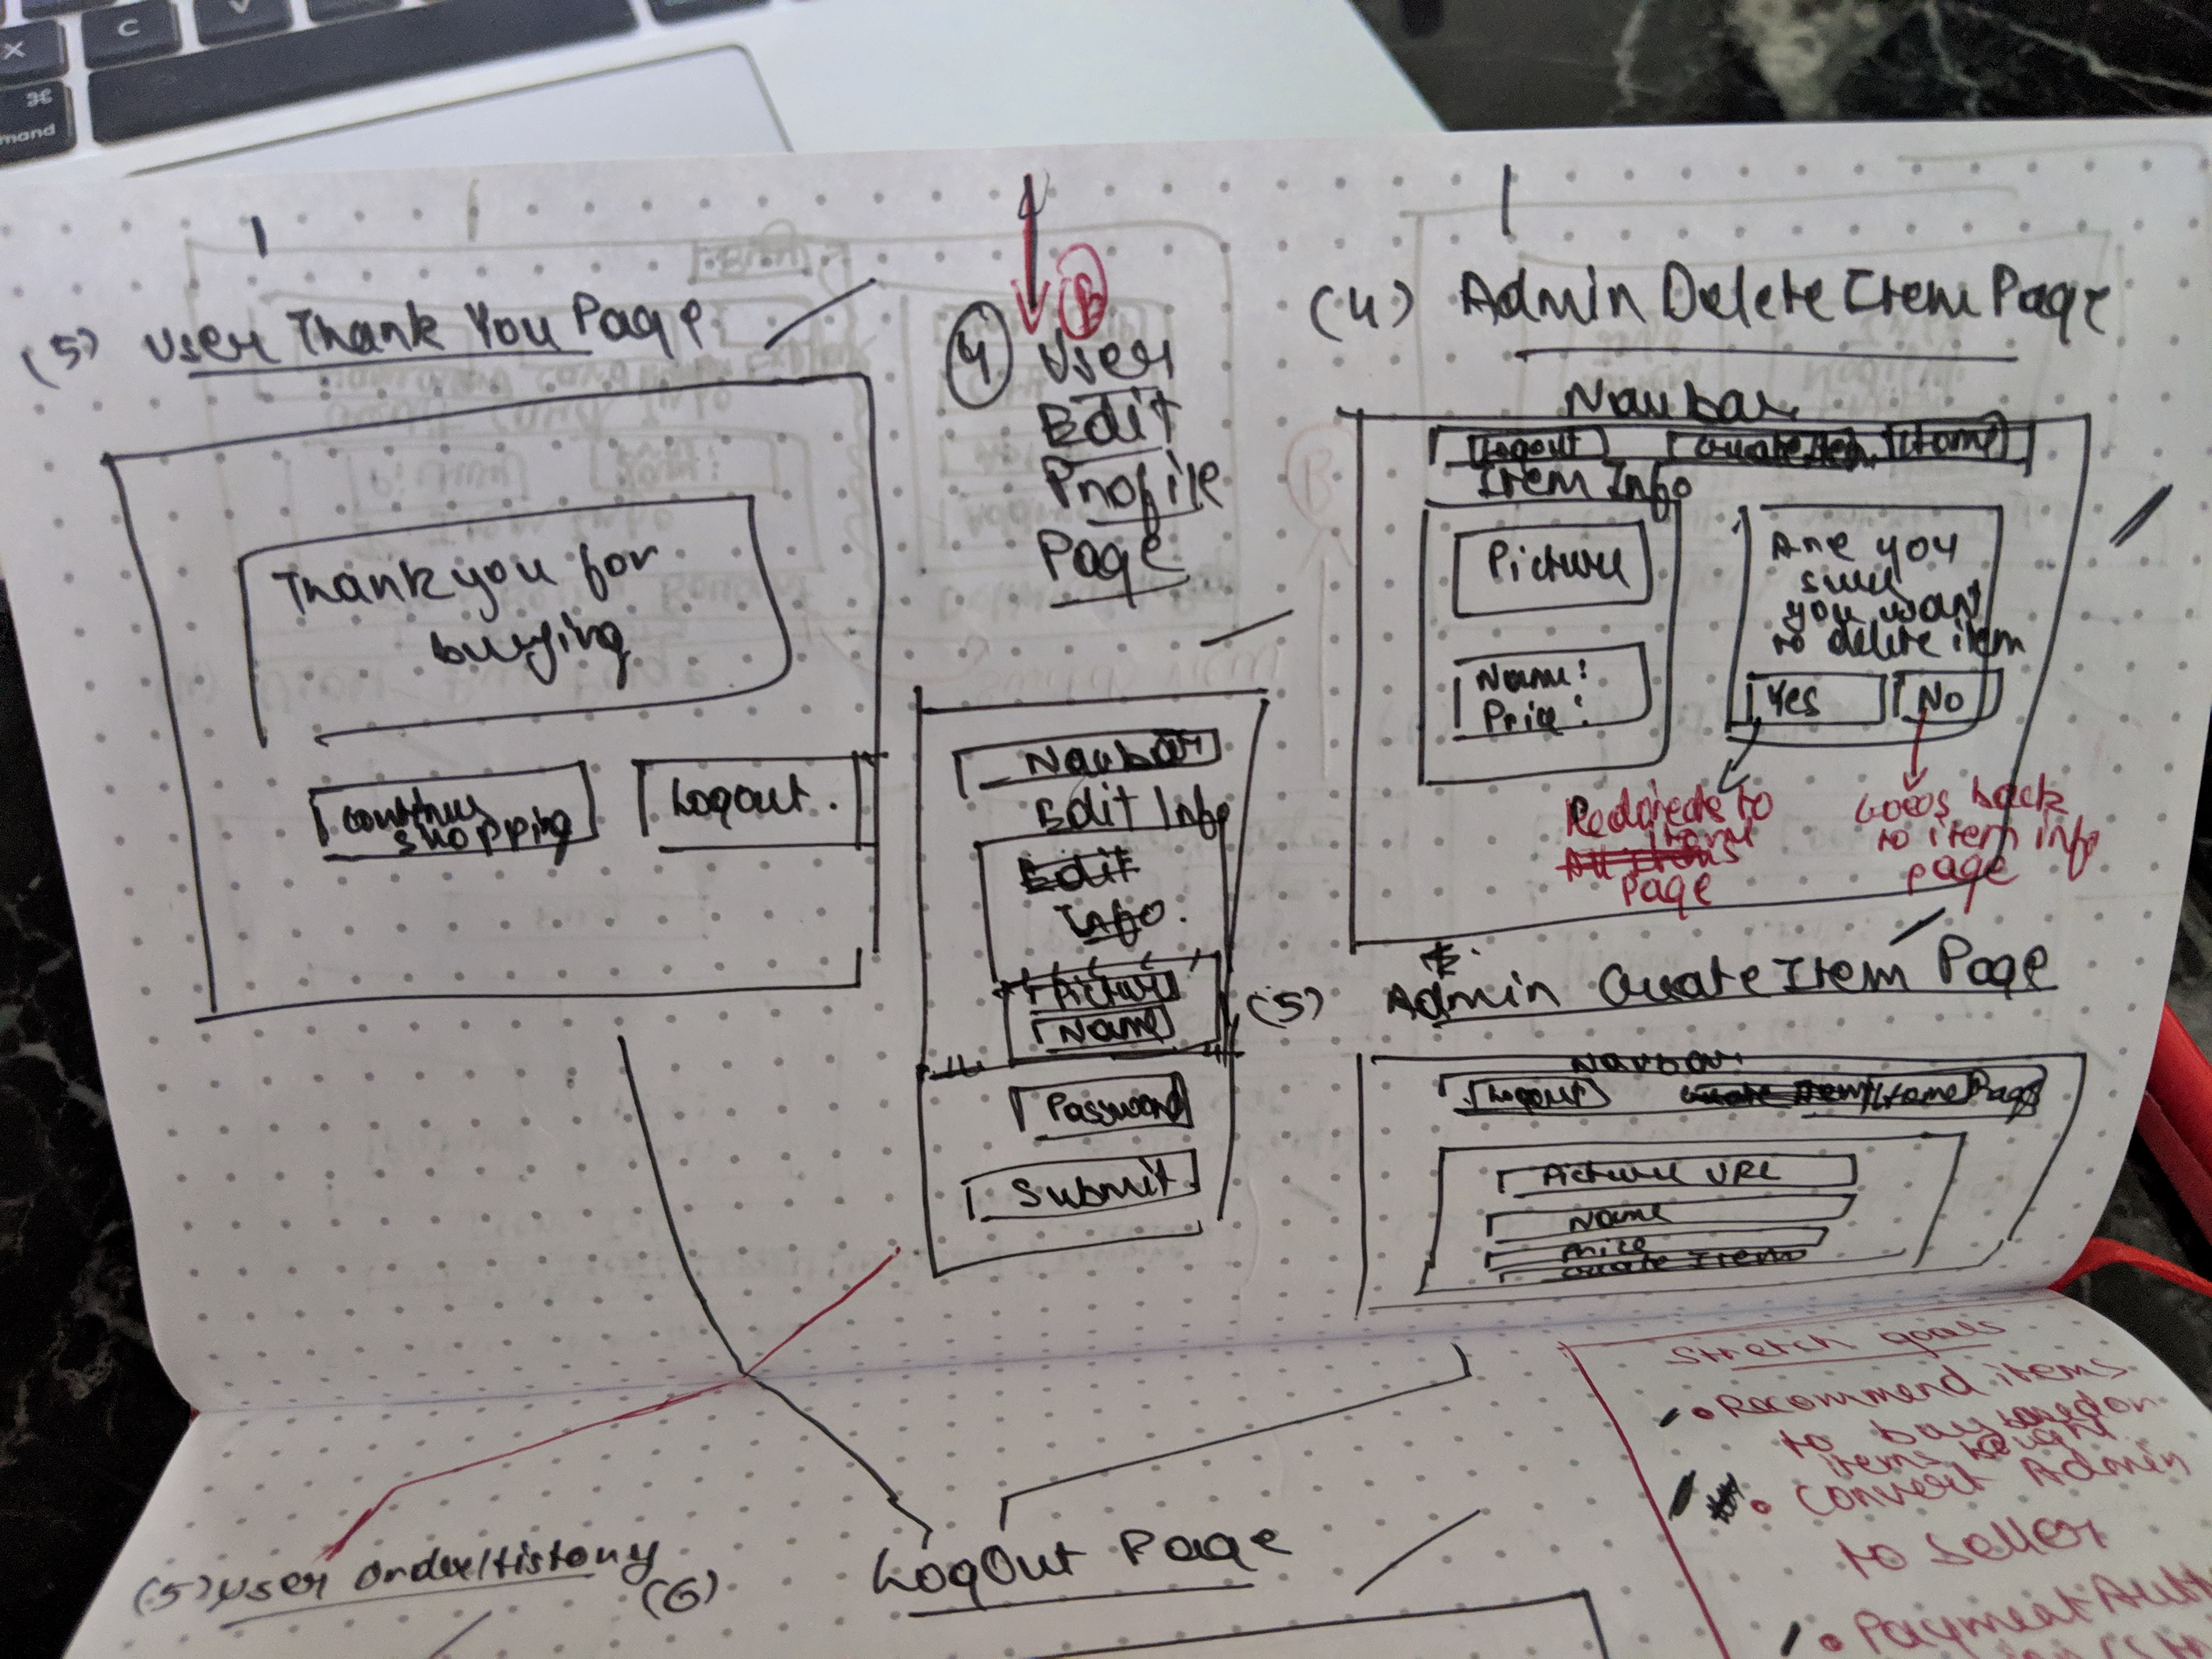 X
C
V
⌘
mand
(5) User Thank You Page
Thank you for
buying
Continue
shopping
Logout.
B
4 User
Edit
Profile
Page
Navbar
Edit Info
Edit
Info.
Picture
Name
Password
Submit.
(4) Admin Delete Item Page
Navbar
Logout
Create Item
Home
Item Info
Picture
Name:
Price:
Are you
sure
you want
to delete item
Yes
No
Redirects to
Home
All Items
Page
Goes back
to item info
page
(5) Admin Create Item Page
Navbar
Logout
Create Item
Home Page
Picture URL
Name
Price
Create Item
(5) User Order History
(6) LogOut Page
Stretch goals
• Recommend items
to buy based on
items bought
• Convert Admin
to Seller
• Payment